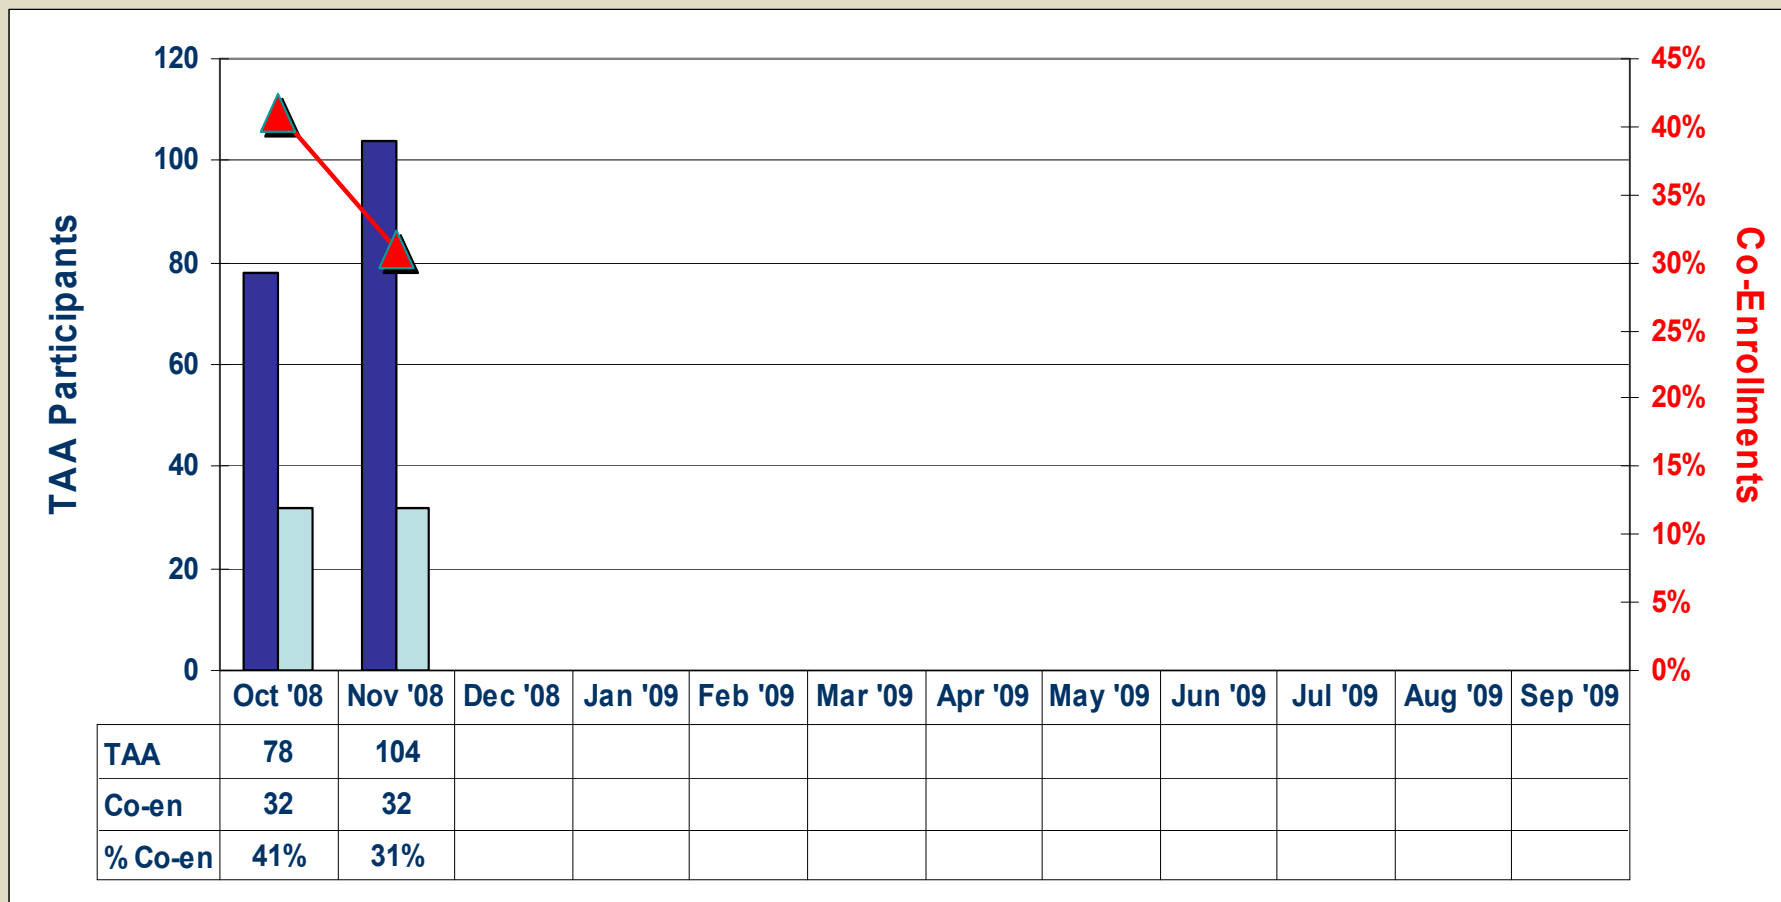 TAA Participants
120
100
80
60
40
20
0
45%
40%
35%
30%
25%
20%
15%
10%
5%
0%
Co-Enrollments
Oct '08 Nov '08 Dec '08 Jan '09 Feb '09 Mar '09 Apr '09 May '09 Jun '09 Jul '09 Aug '09 Sep '09
TAA 78 104
Co-en 32 32
% Co-en 41% 31%